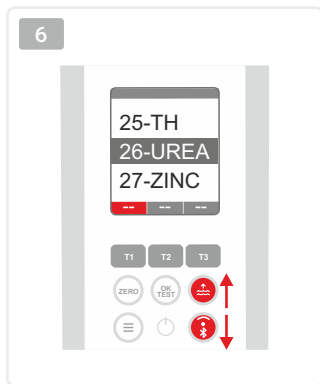 6
25-TH
26-UREA
27-ZINC
-- -- --
T1 T2 T3
ZERO OK TEST